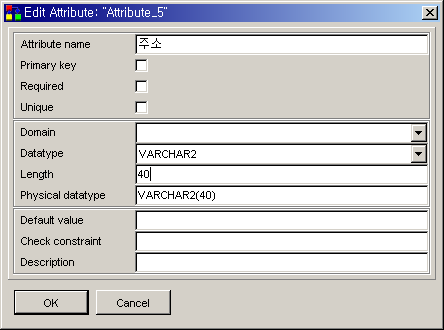 Edit Attribute: "Attribute_5"
Attribute name 주소
Primary key
Required
Unique
Domain
Datatype VARCHAR2
Length 40
Physical datatype VARCHAR2(40)
Default value
Check constraint
Description
OK Cancel